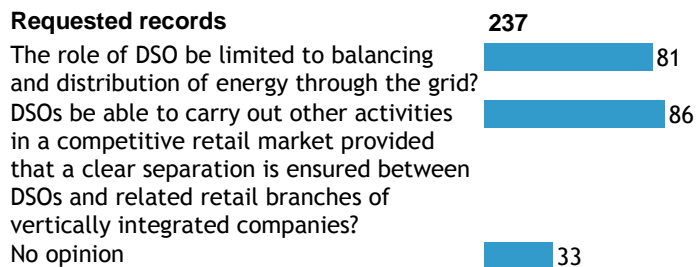 Requested records 237
The role of DSO be limited to balancing 81
and distribution of energy through the grid?
DSOs be able to carry out other activities 86
in a competitive retail market provided
that a clear separation is ensured between
DSOs and related retail branches of
vertically integrated companies?
No opinion 33